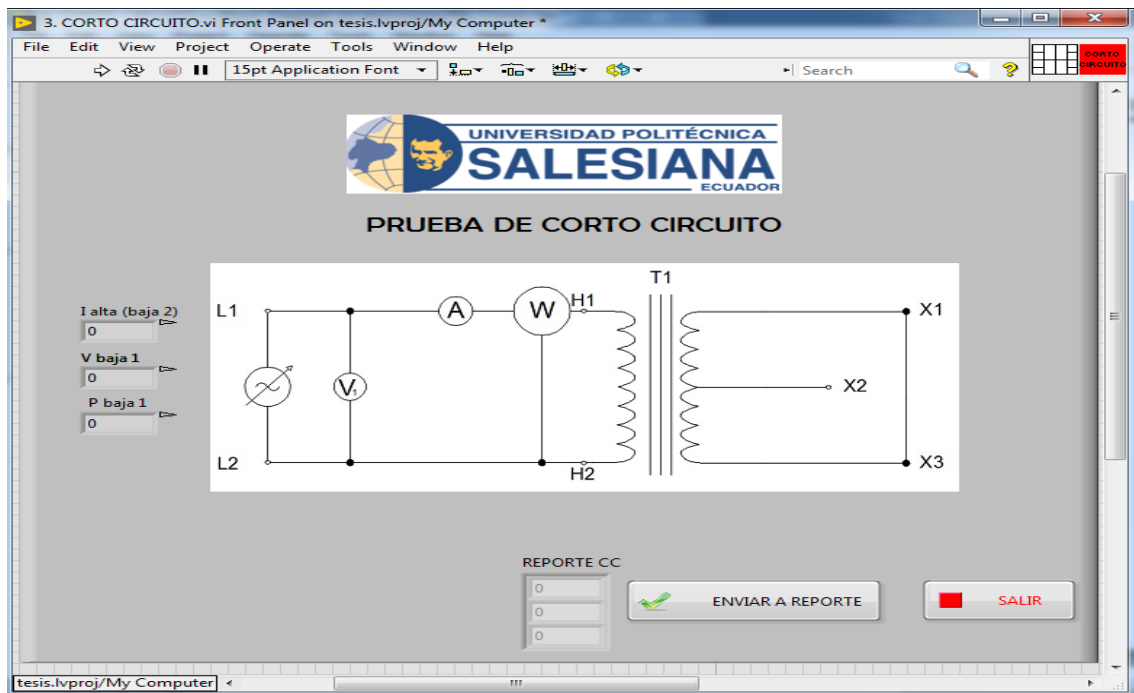 3. CORTO CIRCUITO.vi Front Panel on tesis.lvproj/My Computer *
File Edit View Project Operate Tools Window Help
15pt Application Font
Search
CORTO
CIRCUITO
UNIVERSIDAD POLITÉCNICA
SALESIANA
ECUADOR
PRUEBA DE CORTO CIRCUITO
T1
I alta (baja 2)
0
V baja 1
0
P baja 1
0
L1
A
W
H1
X1
V1
X2
L2
H2
X3
REPORTE CC
0
0
0
ENVIAR A REPORTE
SALIR
tesis.lvproj/My Computer